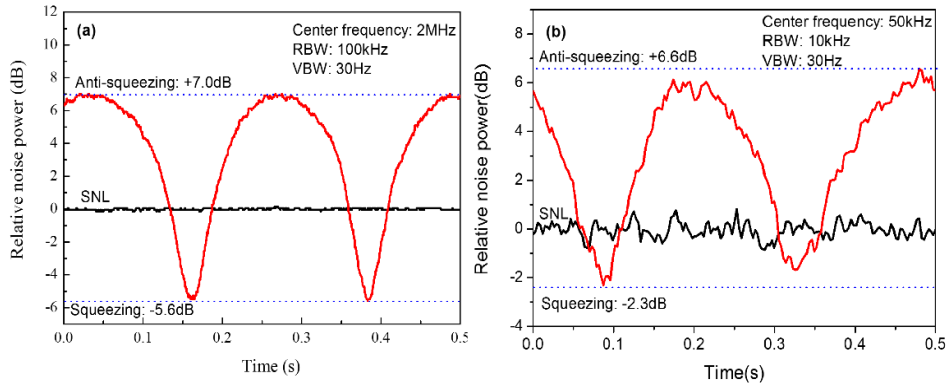 (a)
Center frequency: 2MHz
RBW: 100kHz
VBW: 30Hz
Anti-squeezing: +7.0dB
SNL
Squeezing: -5.6dB
Relative noise power (dB)
12
10
8
6
4
2
0
-2
-4
-6
0.0 0.1 0.2 0.3 0.4 0.5
Time (s)
(b)
Center frequency: 50kHz
RBW: 10kHz
VBW: 30Hz
Anti-squeezing: +6.6dB
SNL
Squeezing: -2.3dB
Relative noise power(dB)
8
6
4
2
0
-2
-4
0.0 0.1 0.2 0.3 0.4 0.5
Time(s)